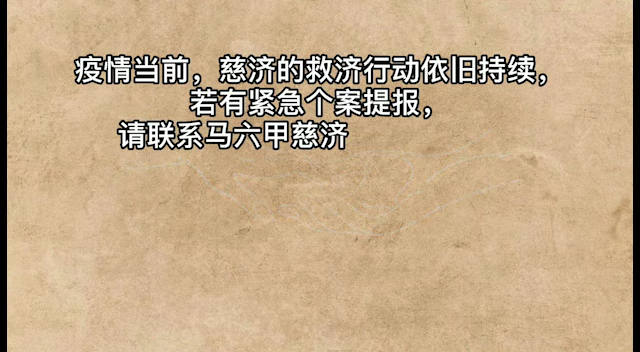 疫情当前，慈济的救济行动依旧持续，
若有紧急个案提报，
请联系马六甲慈济